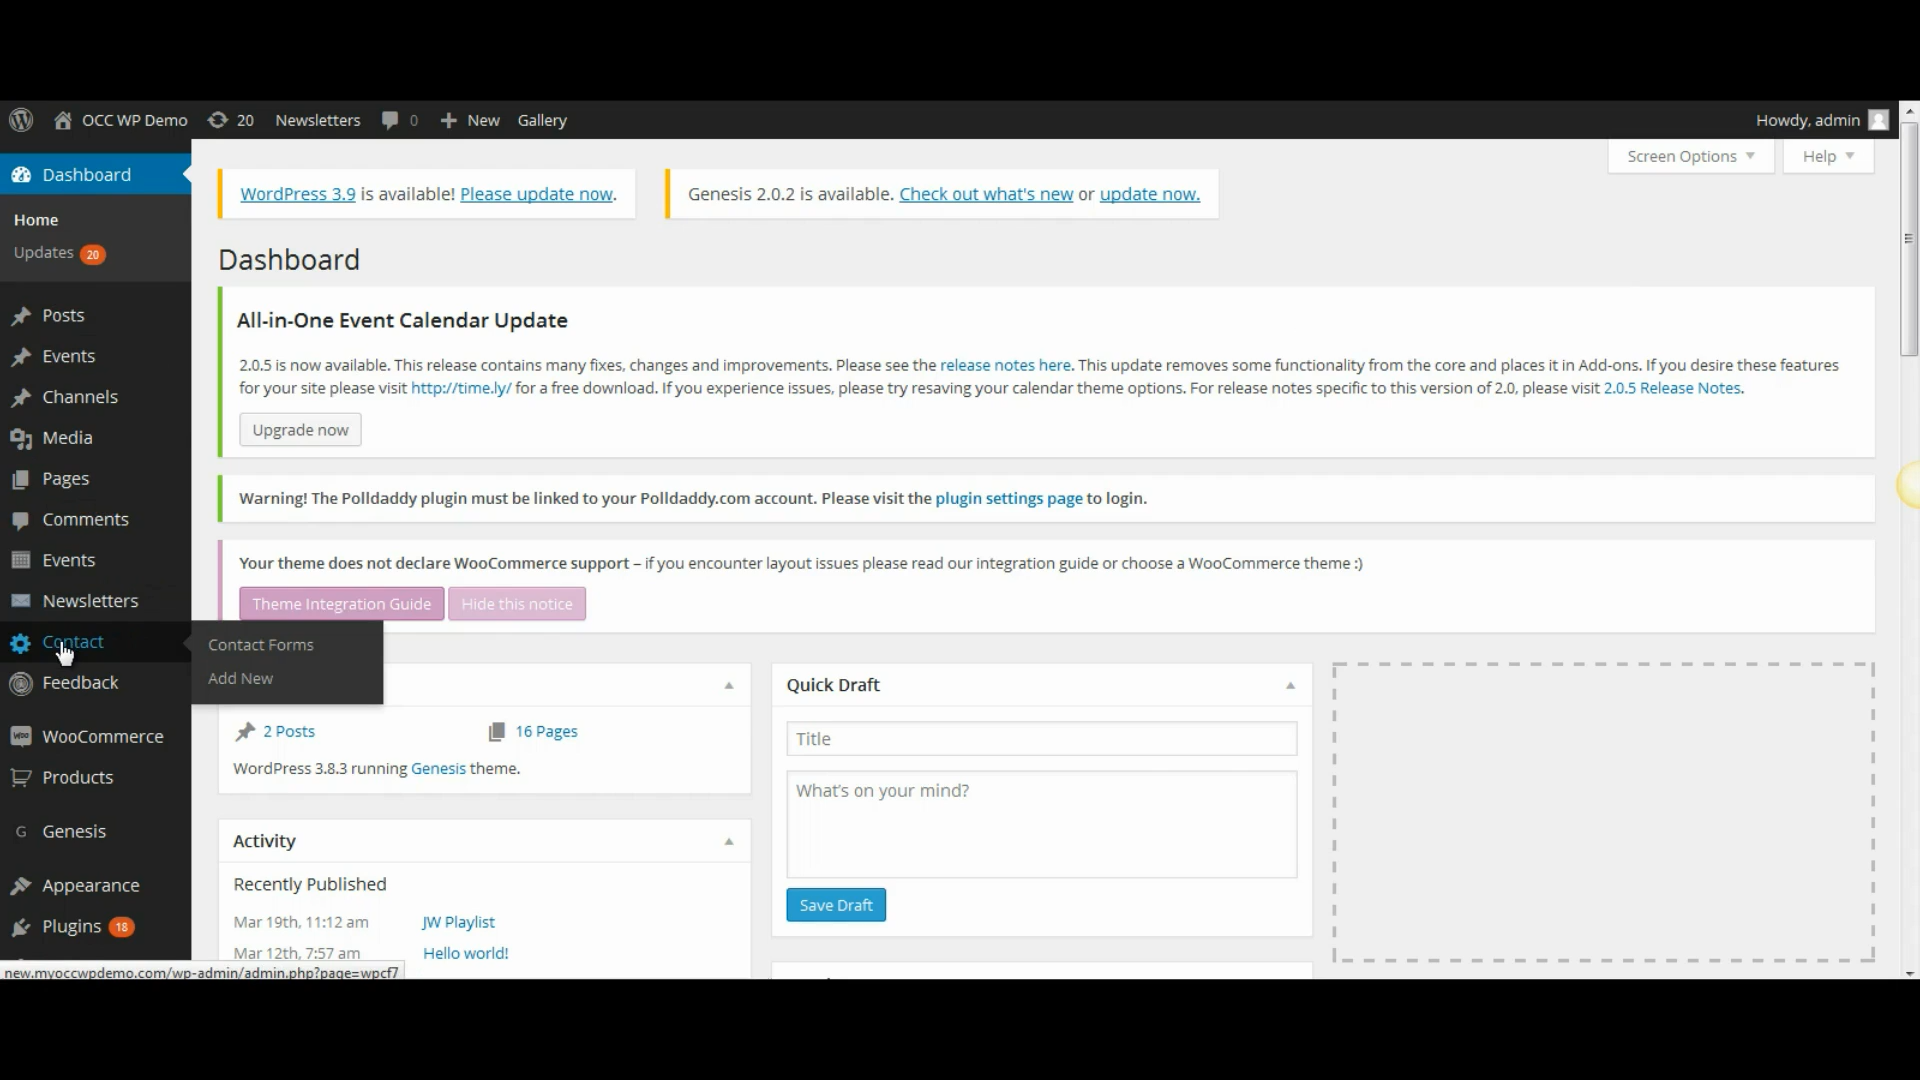 OCC WP Demo 20 Newsletters 0 New Gallery Howdy, admin
Screen Options Help
Dashboard
Home
Updates 20
Posts
Events
Channels
Media
Pages
Comments
Events
Newsletters
Contact
Feedback
WooCommerce
Products
G Genesis
Appearance
Plugins 18
Contact Forms
Add New
WordPress 3.9 is available! Please update now.
Genesis 2.0.2 is available. Check out what's new or update now.
Dashboard
All-in-One Event Calendar Update
2.0.5 is now available. This release contains many fixes, changes and improvements. Please see the release notes here. This update removes some functionality from the core and places it in Add-ons. If you desire these features
for your site please visit http://time.ly/ for a free download. If you experience issues, please try resaving your calendar theme options. For release notes specific to this version of 2.0, please visit 2.0.5 Release Notes.
Upgrade now
Warning! The Polldaddy plugin must be linked to your Polldaddy.com account. Please visit the plugin settings page to login.
Your theme does not declare WooCommerce support – if you encounter layout issues please read our integration guide or choose a WooCommerce theme :)
Theme Integration Guide Hide this notice
2 Posts 16 Pages
WordPress 3.8.3 running Genesis theme.
Activity
Recently Published
Mar 19th, 11:12 am JW Playlist
Mar 12th, 7:57 am Hello world!
Quick Draft
Title
What's on your mind?
Save Draft
new.myoccwpdemo.com/wp-admin/admin.php?page=wpcf7